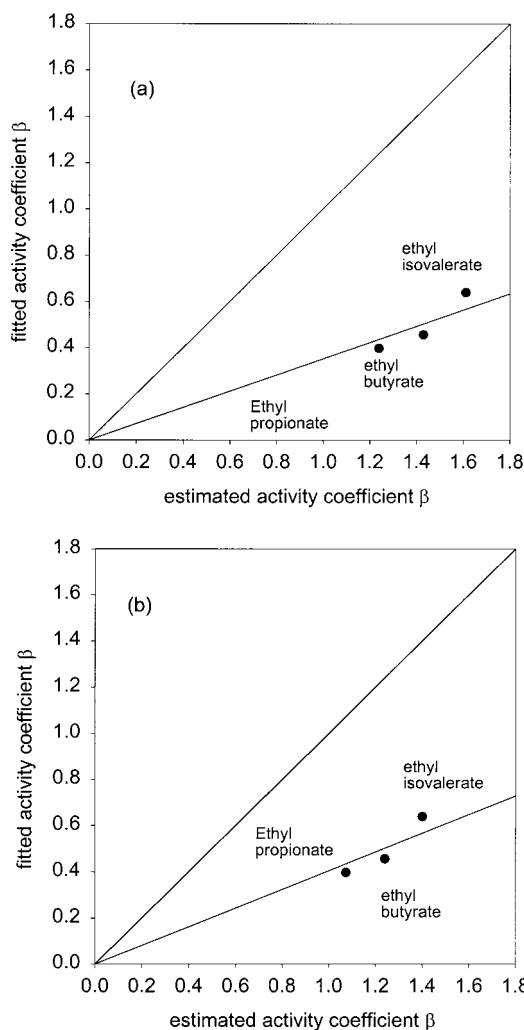 1.8
(a)
1.6
1.4
1.2
1.0
fitted activity coefficient β
0.8
ethyl
isovalerate
0.6
0.4
ethyl
butyrate
Ethyl
propionate
0.2
0.0
0.0 0.2 0.4 0.6 0.8 1.0 1.2 1.4 1.6 1.8
estimated activity coefficient β
1.8
(b)
1.6
1.4
1.2
1.0
fitted activity coefficient β
ethyl
isovalerate
0.8
Ethyl
propionate
0.6
0.4
ethyl
butyrate
0.2
0.0
0.0 0.2 0.4 0.6 0.8 1.0 1.2 1.4 1.6 1.8
estimated activity coefficient β